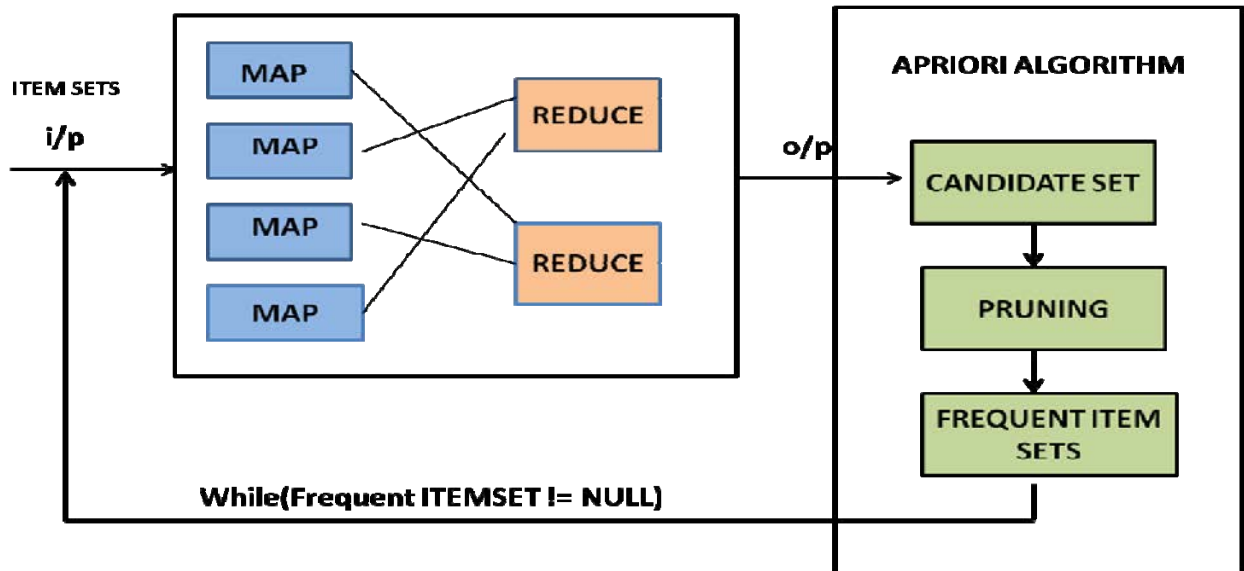 ITEM SETS
i/p
MAP
MAP
MAP
MAP
REDUCE
REDUCE
o/p
APRIORI ALGORITHM
CANDIDATE SET
PRUNING
FREQUENT ITEM
SETS
While(Frequent ITEMSET != NULL)